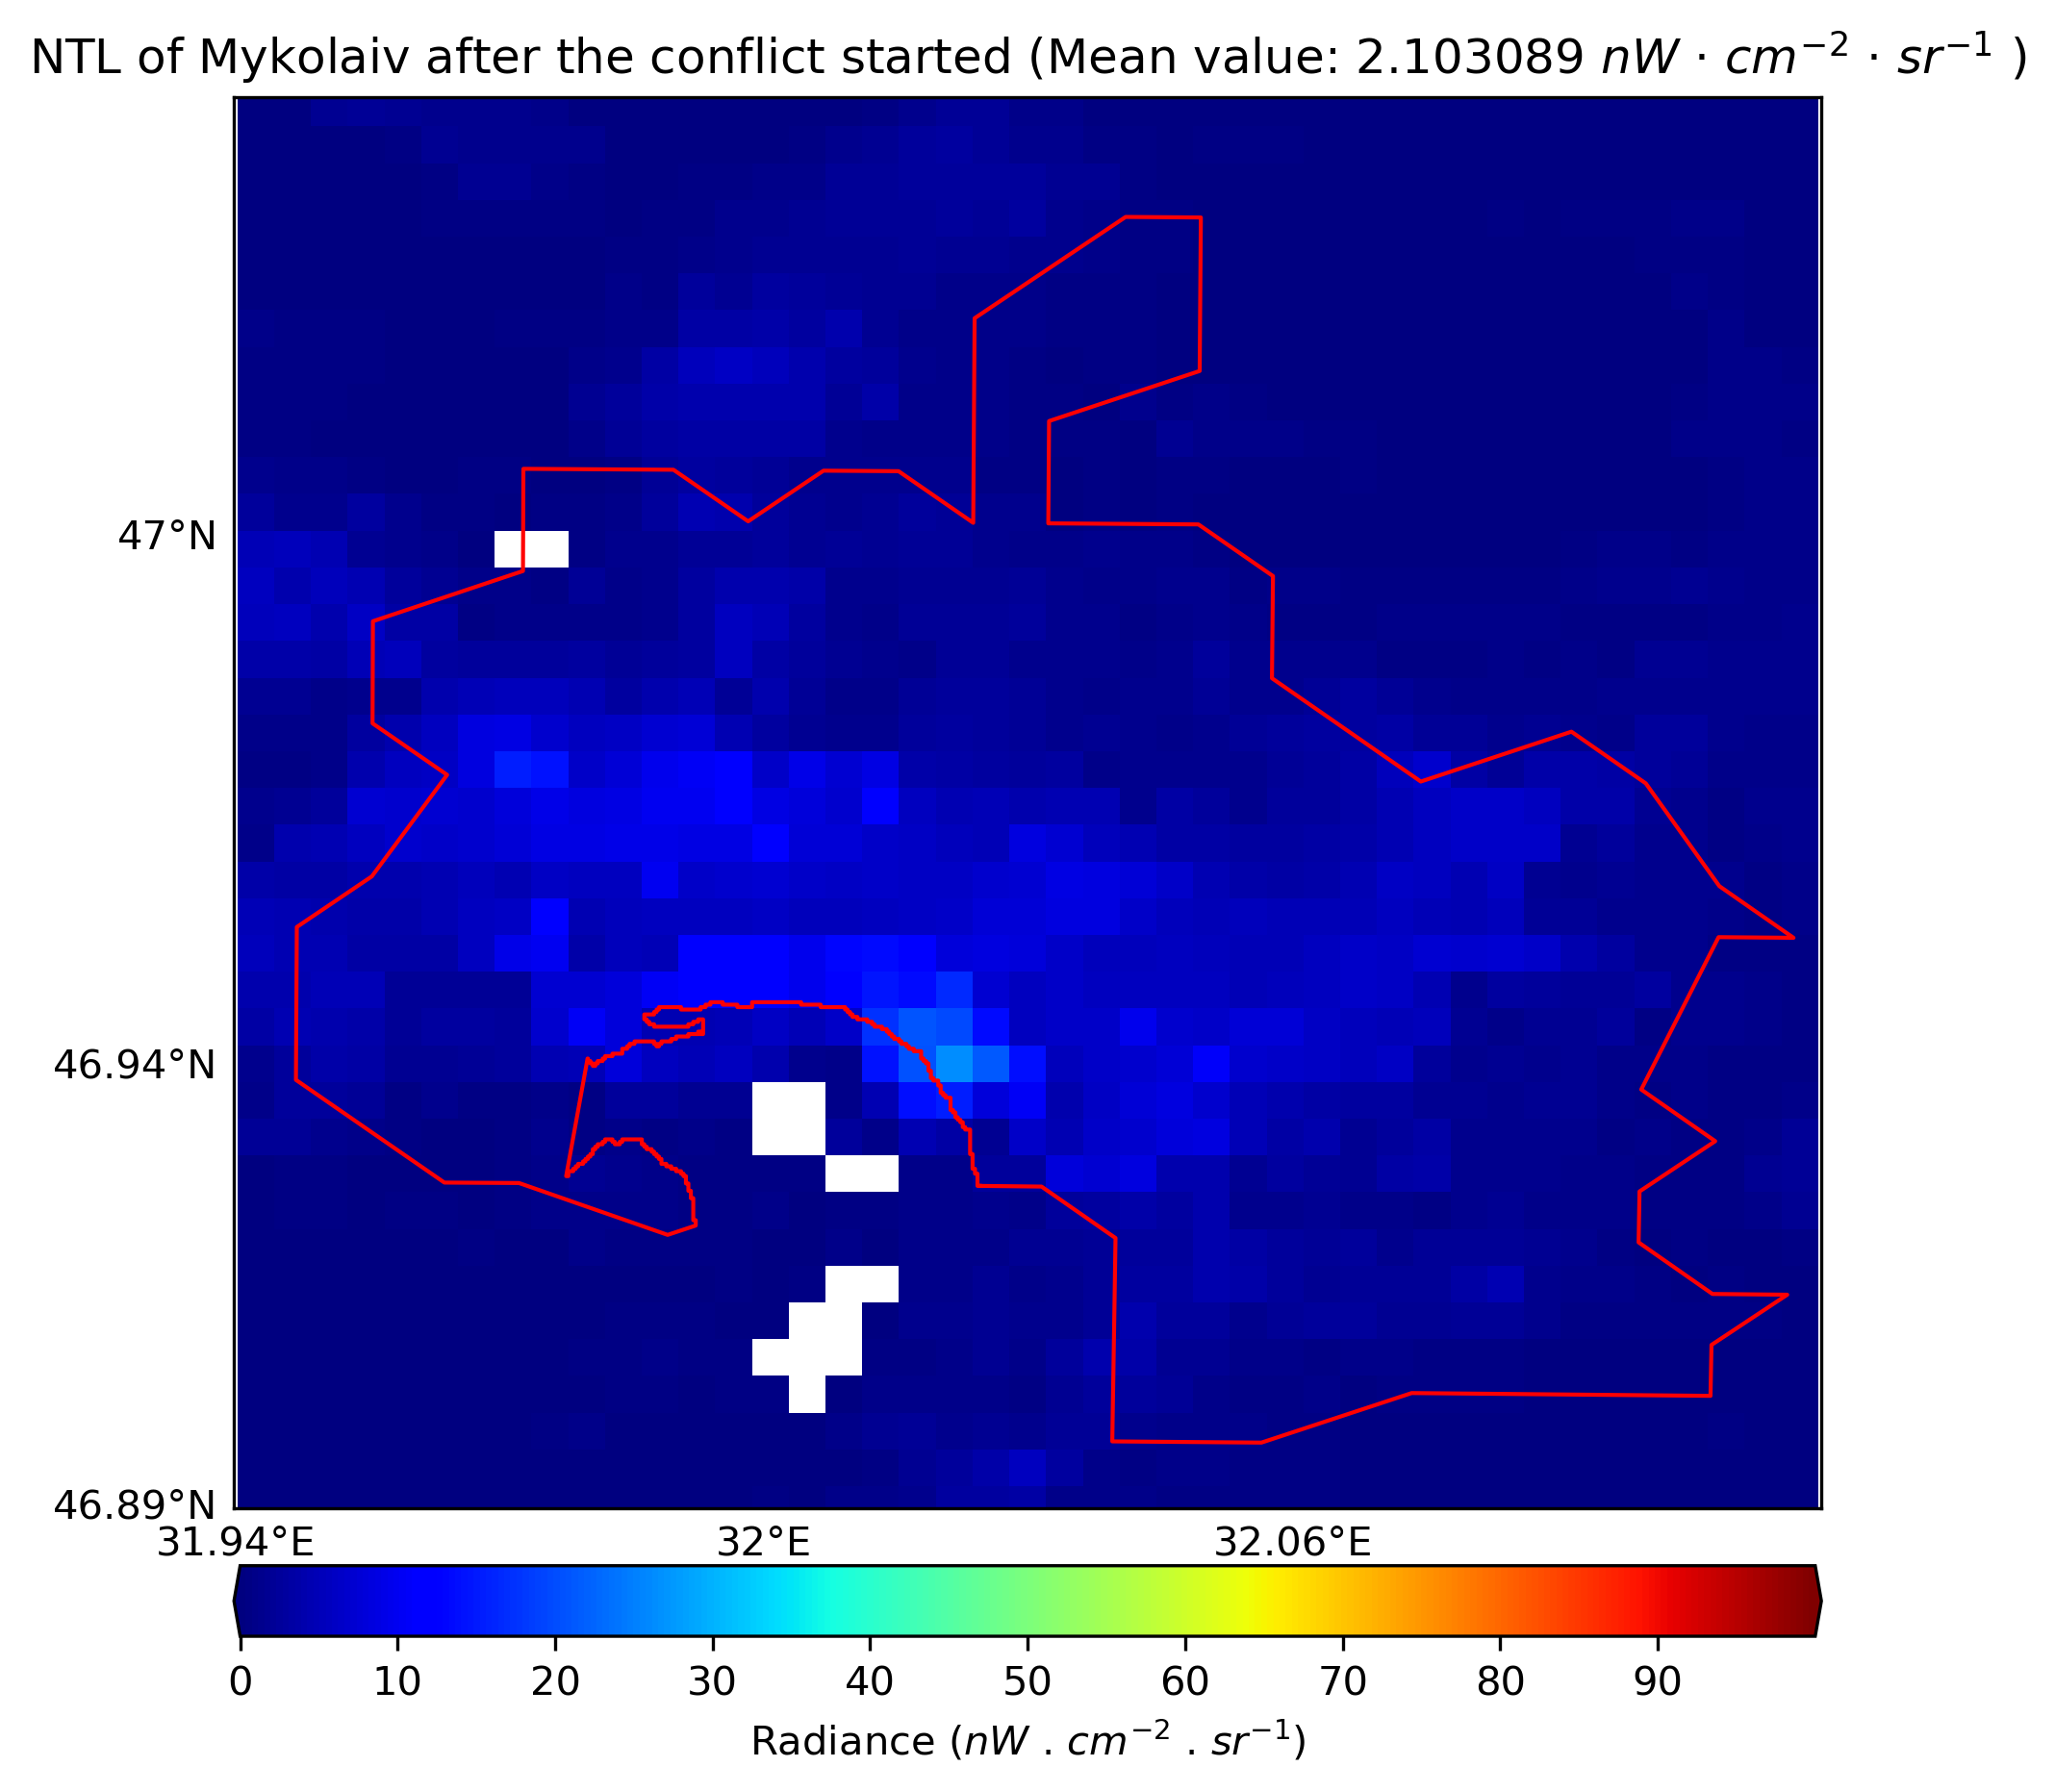 NTL of Mykolaiv after the conflict started (Mean value: 2.103089 nW · cm⁻² · sr⁻¹ )
47°N
46.94°N
46.89°N
31.94°E 32°E 32.06°E
0 10 20 30 40 50 60 70 80 90
Radiance (nW . cm⁻² . sr⁻¹)